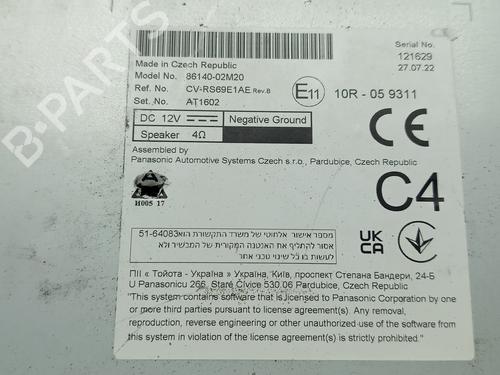 Serial No.
121629
27.07.22
Made in Czech Republic
Model No. 86140-02M20
Ref. No. CV-RS69E1AE Rev.B
Set. No. AT1602
E11 10R - 05 9311
DC 12V Negative Ground
Speaker 4Ω
Assembled by
Panasonic Automotive Systems Czech s.r.o., Pardubice, Czech Republic
CE
C4
H005 17
מספר אישור אלחוטי של משרד התקשורת הוא 51-64083
אסור להחליף את האנטנה המקורית של המכשיר ולא
לעשות בו כל שינוי טכני אחר
UK
CA
ПІІ « Тойота - Україна » Україна, Київ, проспект Степана Бандери, 24-Б
U Panasonicu 266, Staré Čívice 530 06 Pardubice, Czech Republic
"This system contains software that is licensed to Panasonic Corporation by one
or more third parties pursuant to license agreement(s). Any removal,
reproduction, reverse engineering or other unauthorized use of the software from
this system in violation of the license agreement(s) is strictly prohibited."
B-Parts